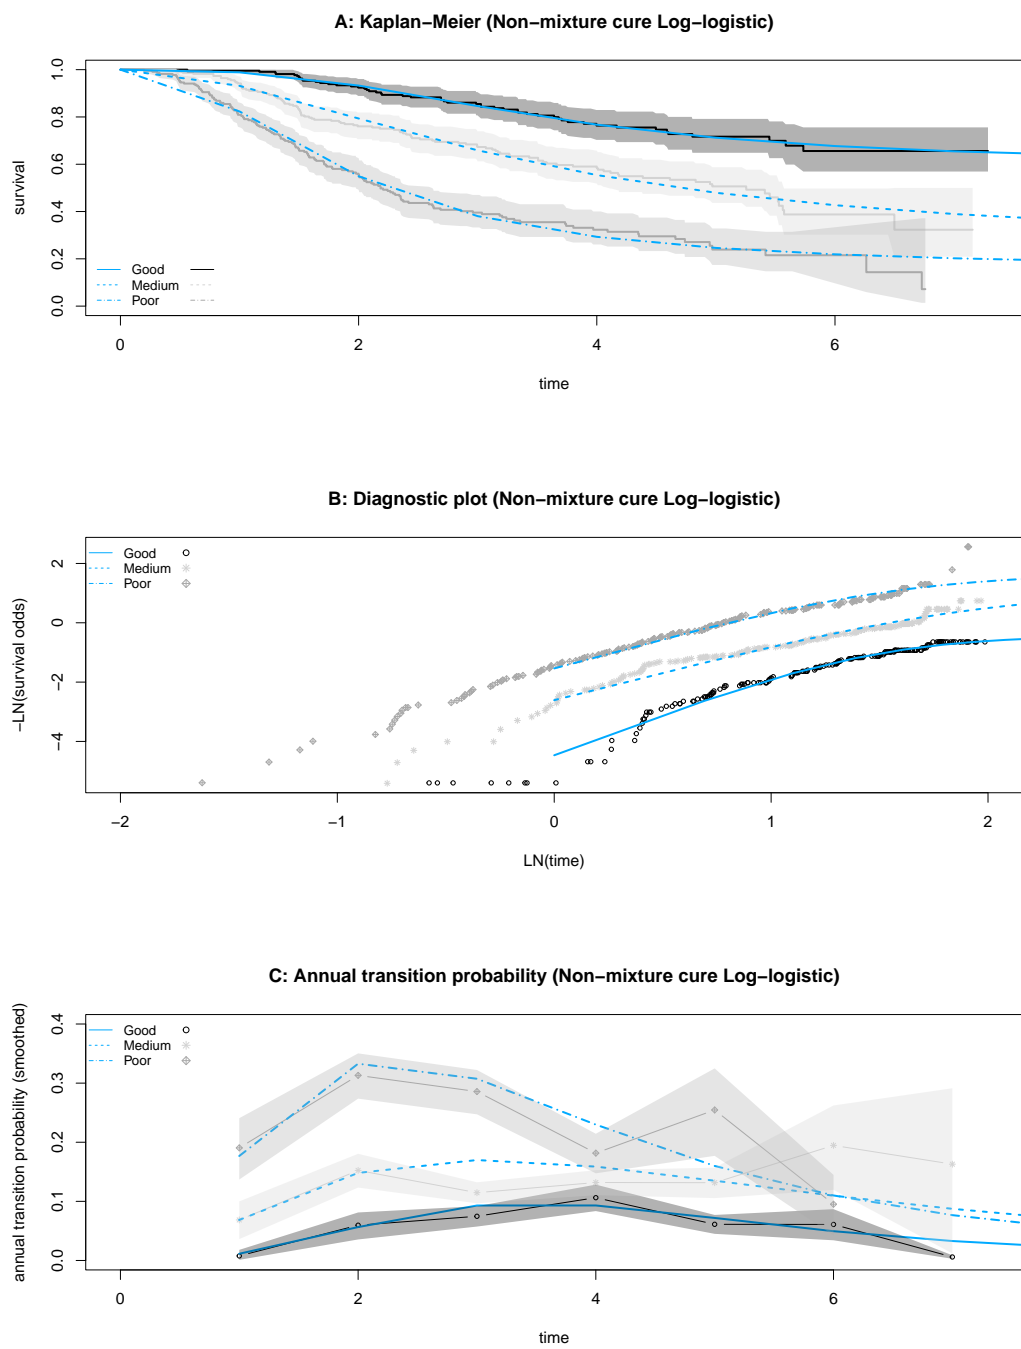 A: Kaplan−Meier (Non−mixture cure Log−logistic)
survival
1.0
0.8
0.6
0.4
0.2
0.0
Good
Medium
Poor
0 2 4 6
time
B: Diagnostic plot (Non−mixture cure Log−logistic)
−LN(survival odds)
2
0
−2
−4
Good
Medium
Poor
−2 −1 0 1 2
LN(time)
C: Annual transition probability (Non−mixture cure Log−logistic)
annual transition probability (smoothed)
0.4
0.3
0.2
0.1
0.0
Good
Medium
Poor
0 2 4 6
time